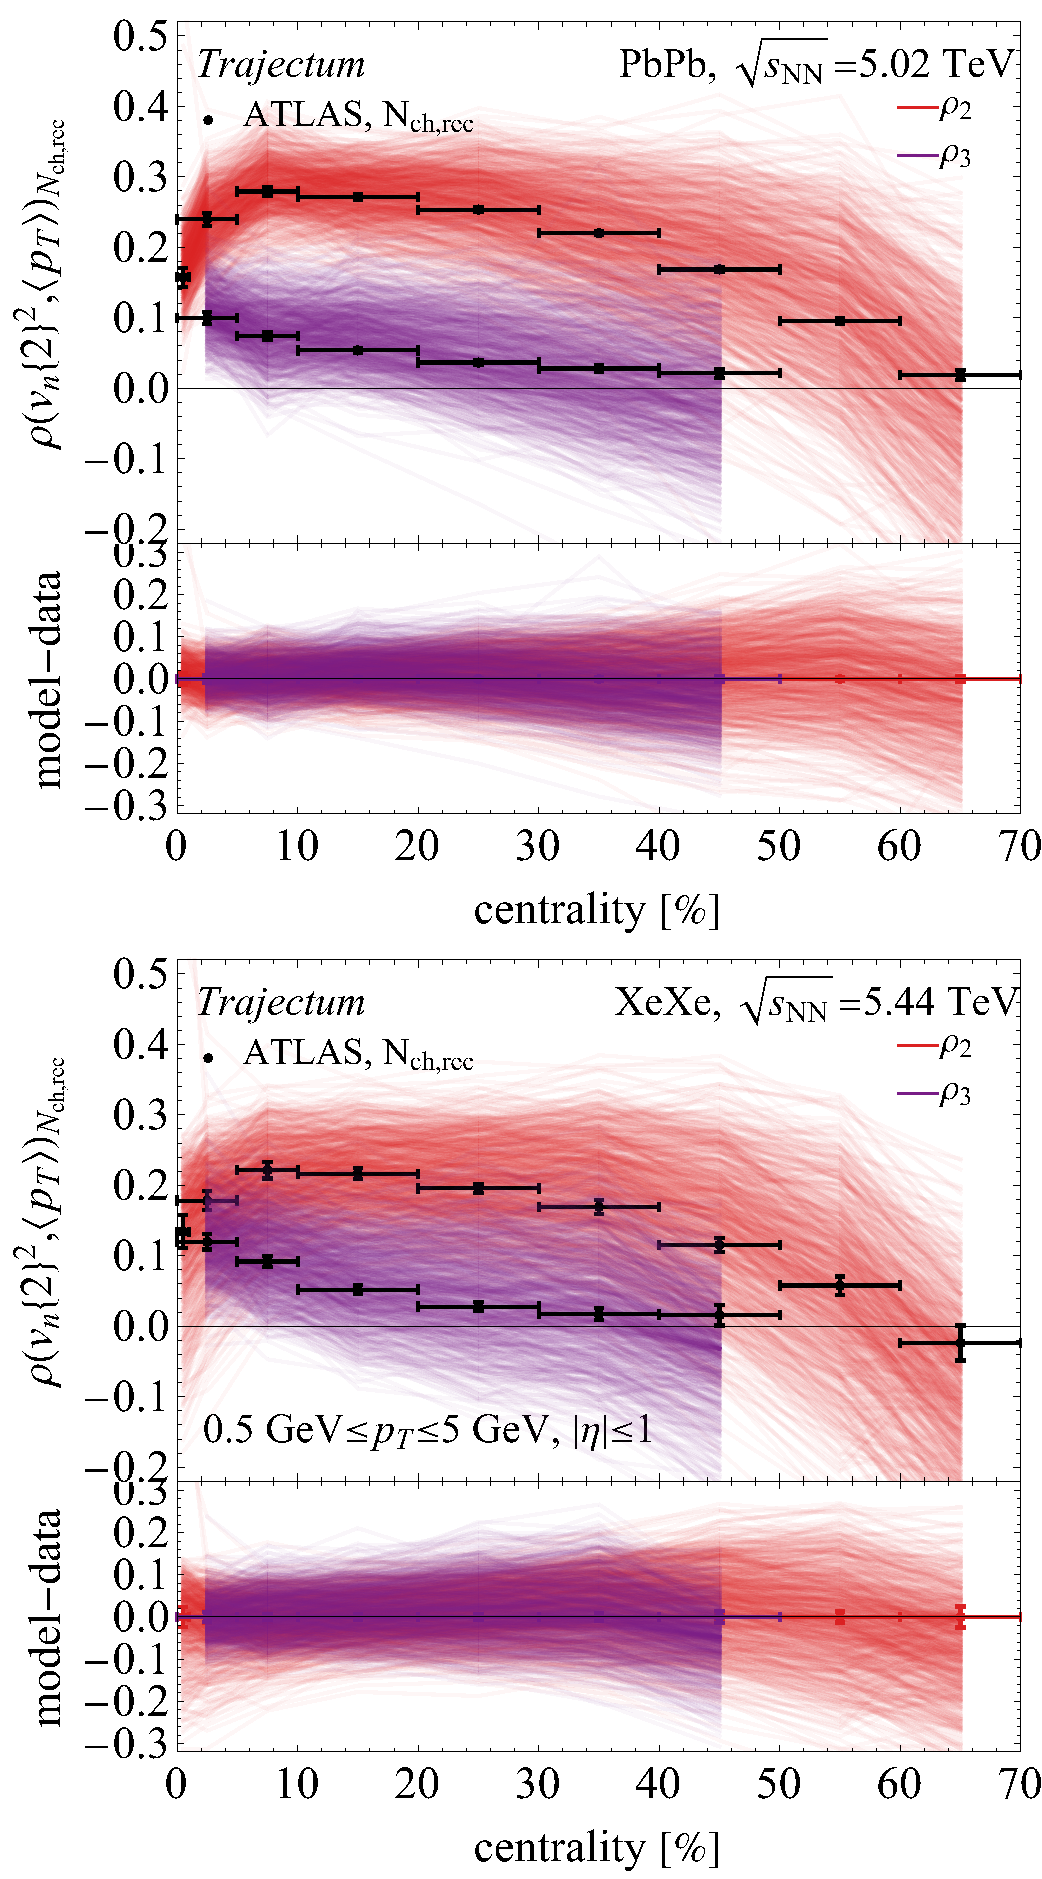 Trajectum PbPb, √sNN =5.02 TeV
ATLAS, Nch,rec ρ2
ρ3
ρ(vn{2}², ⟨pT⟩)Nch,rec
0.5
0.4
0.3
0.2
0.1
0.0
−0.1
−0.2
model−data
0.3
0.2
0.1
0.0
−0.1
−0.2
−0.3
0 10 20 30 40 50 60 70
centrality [%]
Trajectum XeXe, √sNN =5.44 TeV
ATLAS, Nch,rec ρ2
ρ3
ρ(vn{2}², ⟨pT⟩)Nch,rec
0.5
0.4
0.3
0.2
0.1
0.0
−0.1
−0.2
0.5 GeV≤pT≤5 GeV, |η|≤1
model−data
0.3
0.2
0.1
0.0
−0.1
−0.2
−0.3
0 10 20 30 40 50 60 70
centrality [%]